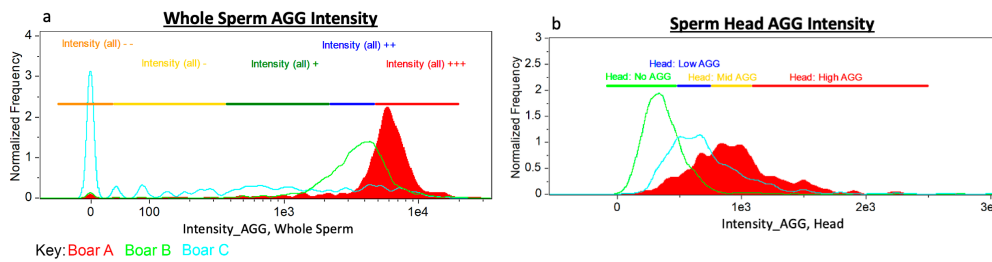 a
Whole Sperm AGG Intensity
Normalized Frequency
4
3
2
1
0
Intensity (all) - -
Intensity (all) -
Intensity (all) +
Intensity (all) ++
Intensity (all) +++
0 100 1e3 1e4
Intensity_AGG, Whole Sperm
Key: Boar A Boar B Boar C
b
Sperm Head AGG Intensity
Normalized Frequency
3
2.5
2
1.5
1
0.5
0
Head: No AGG
Head: Low AGG
Head: Mid AGG
Head: High AGG
0 1e3 2e3 3e
Intensity_AGG, Head